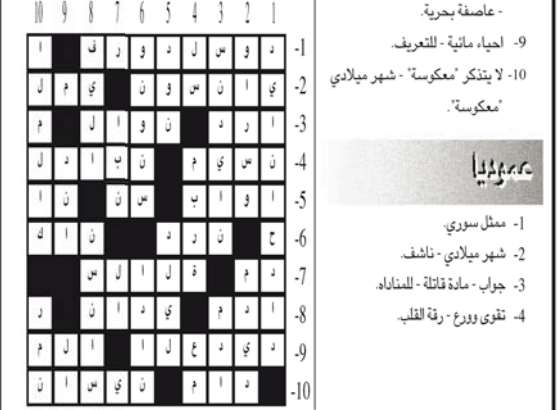 - عاصفة بحرية.
9- احياء مائية - للتعريف.
10- لا يتذكر "معكوسة" - شهر ميلادي
"معكوسة".
عموديا
1- ممثل سوري.
2- شهر ميلادي - ناشف.
3- جواب - مادة قاتلة - للمناداه.
4- تقوى وورع - رقة القلب.
1 2 3 4 5 6 7 8 9 10
1- د و س ل د و ر ف ا
2- ي ا ن س و ن ي م ل
3- ا ر د ن و ا ل م
4- ن س ي م ن ب ا د ل
5- ا و ا ب س ن ن ا
6- ح ن ر د ن ا ك
7- د م ة ل ا ل س
8- ا د م ي د ا ن ر
9- د ي د ع ل ا ا ل م
10- د ا م ن ي س ا ن